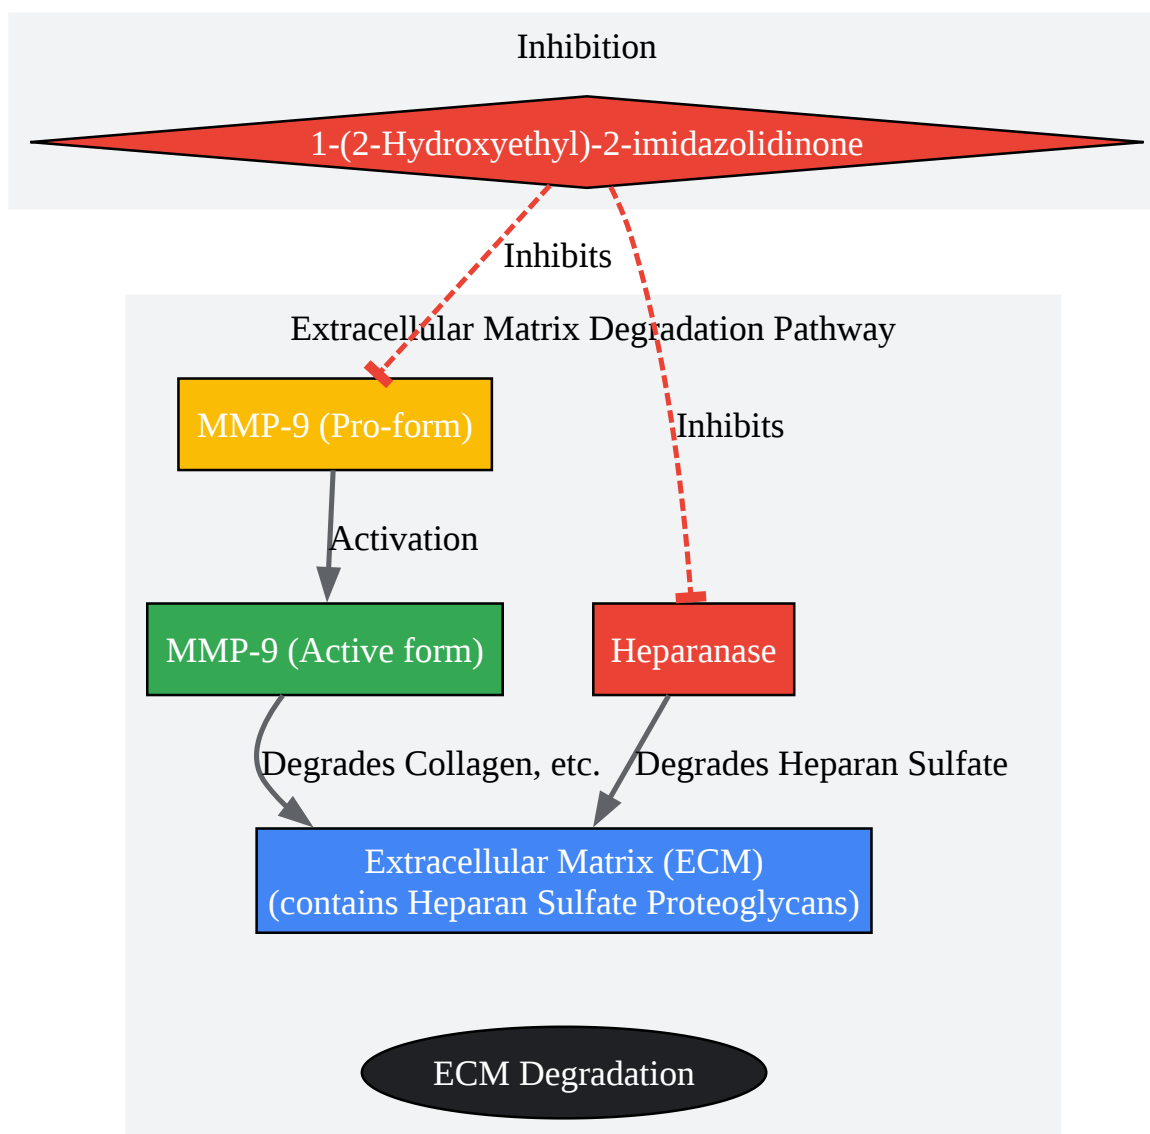 Inhibition
1-(2-Hydroxyethyl)-2-imidazolidinone
Inhibits
Extracellular Matrix Degradation Pathway
MMP-9 (Pro-form)
Inhibits
Activation
MMP-9 (Active form)
Heparanase
Degrades Collagen, etc.
Degrades Heparan Sulfate
Extracellular Matrix (ECM)
(contains Heparan Sulfate Proteoglycans)
ECM Degradation